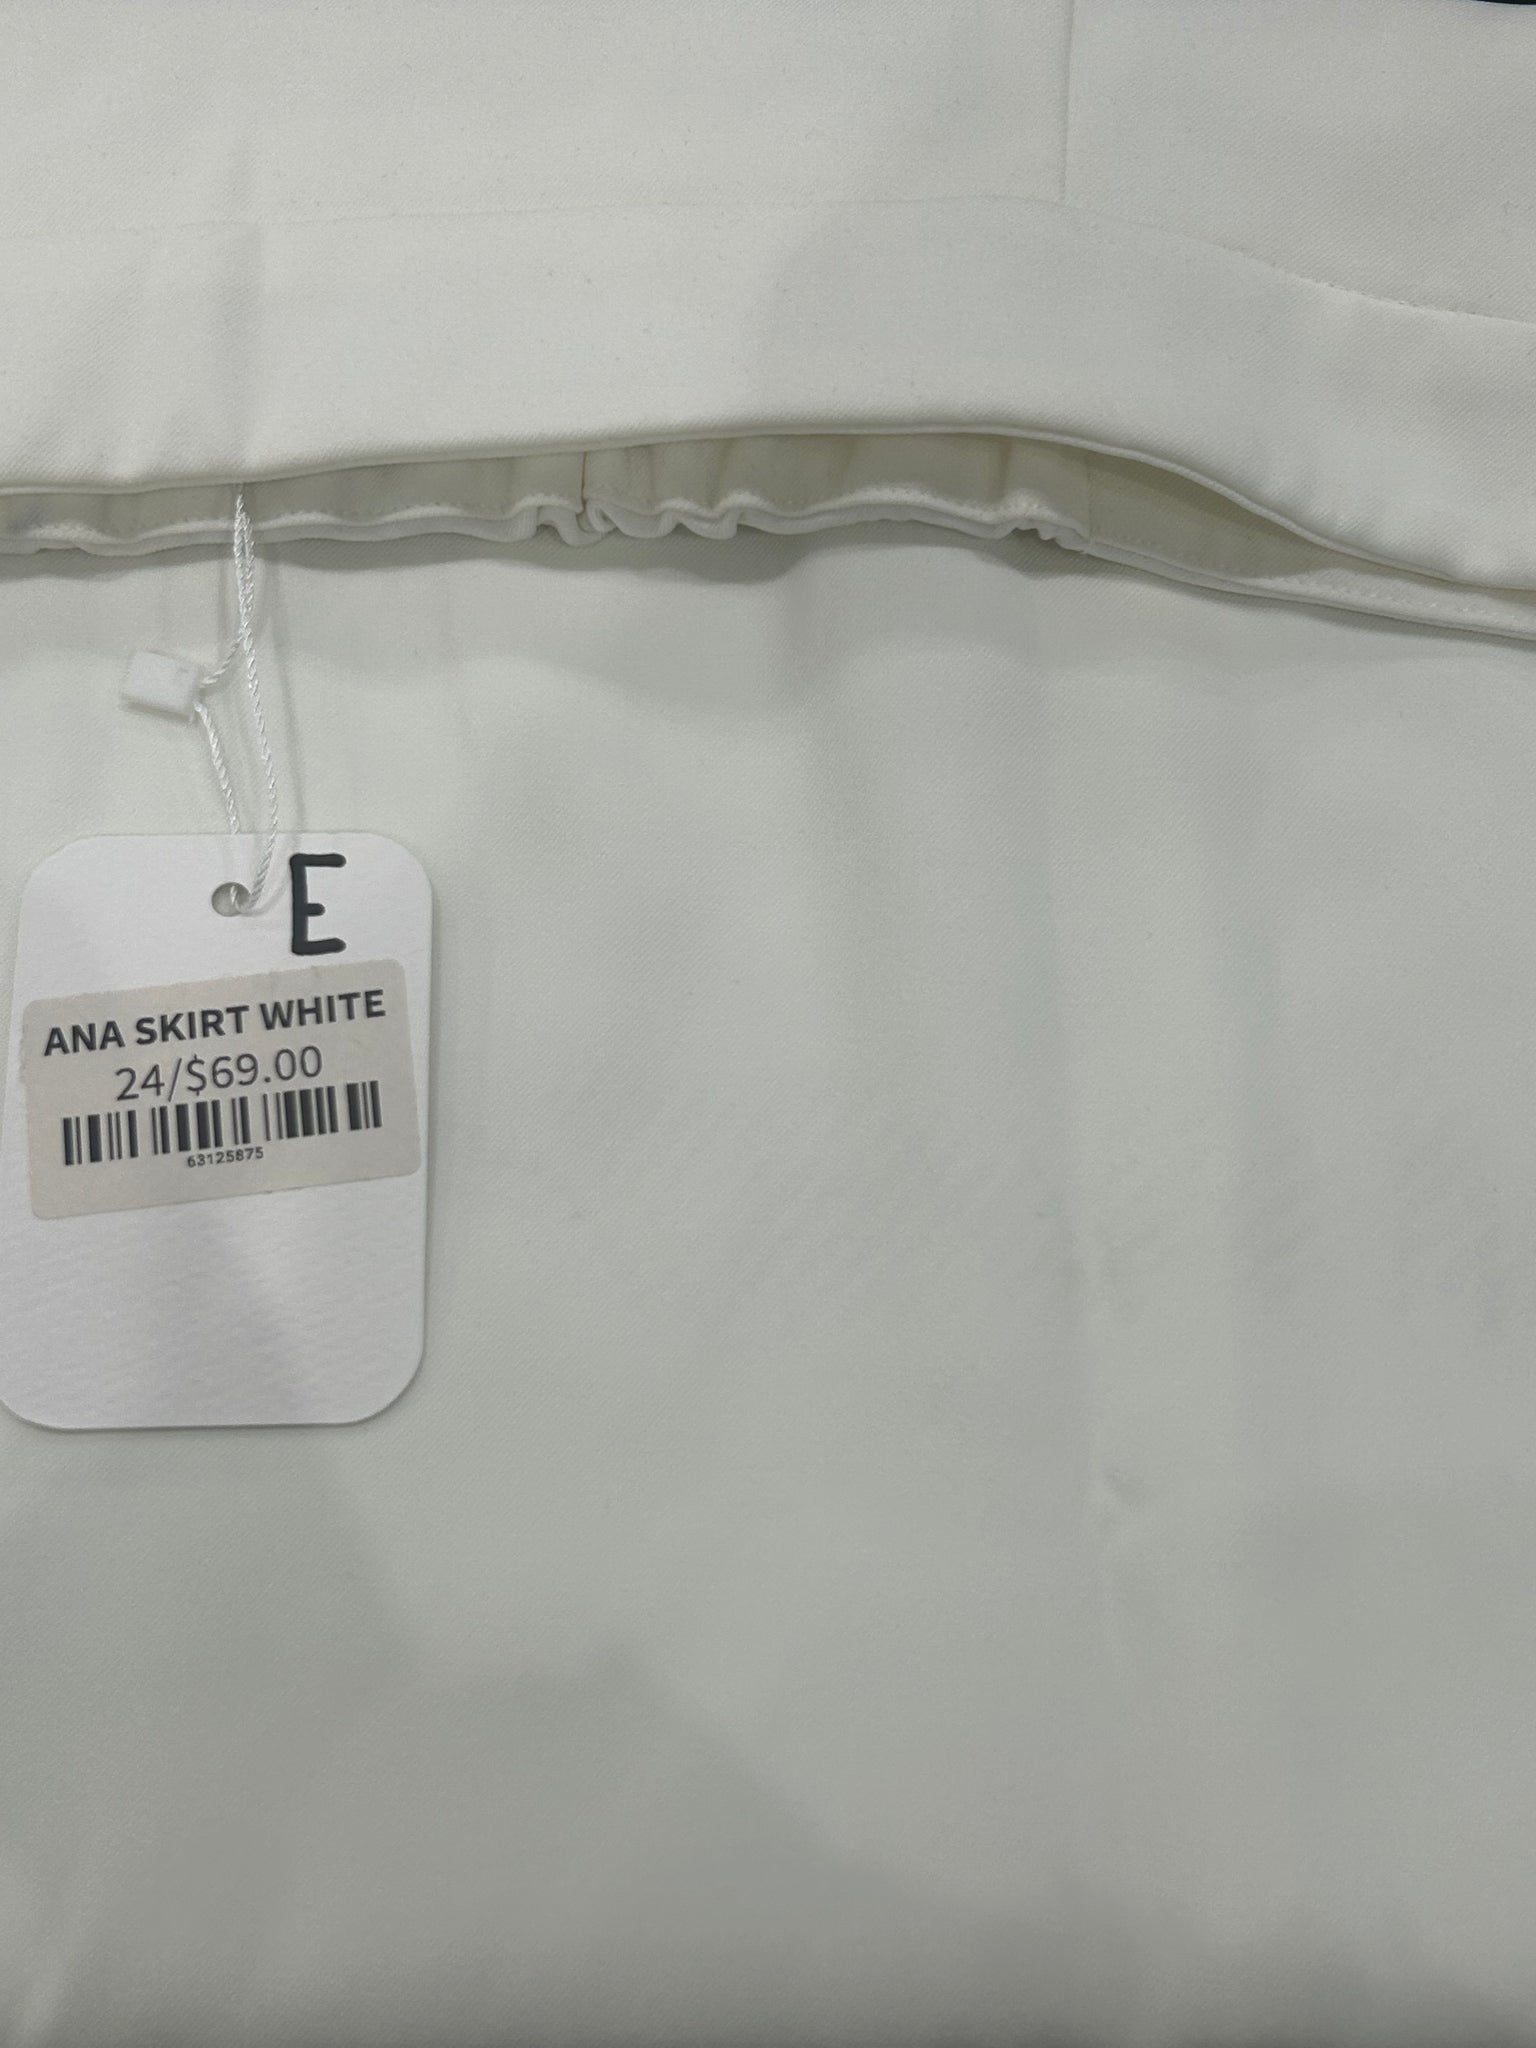 E
ANA SKIRT WHITE
24/$69.00
63125875